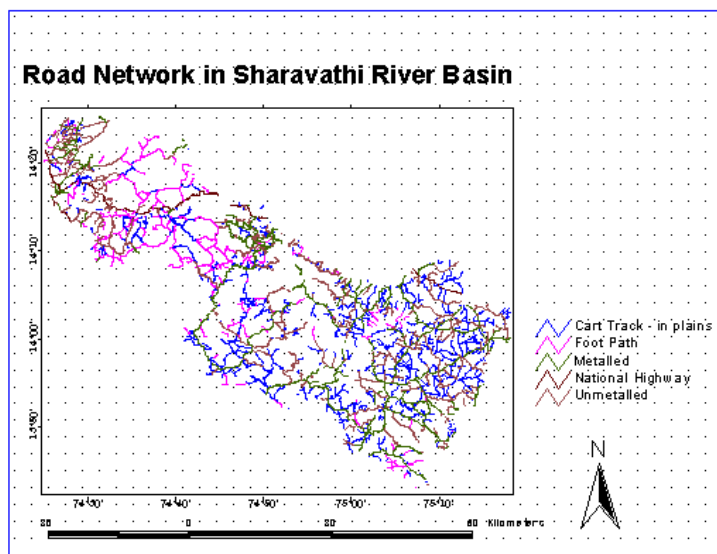 Road Network in Sharavathi River Basin
14°20'
14°10'
14°00'
13°50'
Cart Track - in plains
Foot Path
Metalled
National Highway
Unmetalled
N
74°30' 74°40' 74°50' 75°00' 75°10'
20 0 20 60 Kilometers